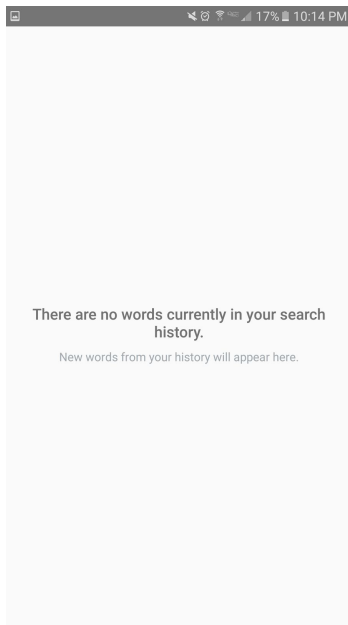 17% 10:14 PM
There are no words currently in your search
history.
New words from your history will appear here.